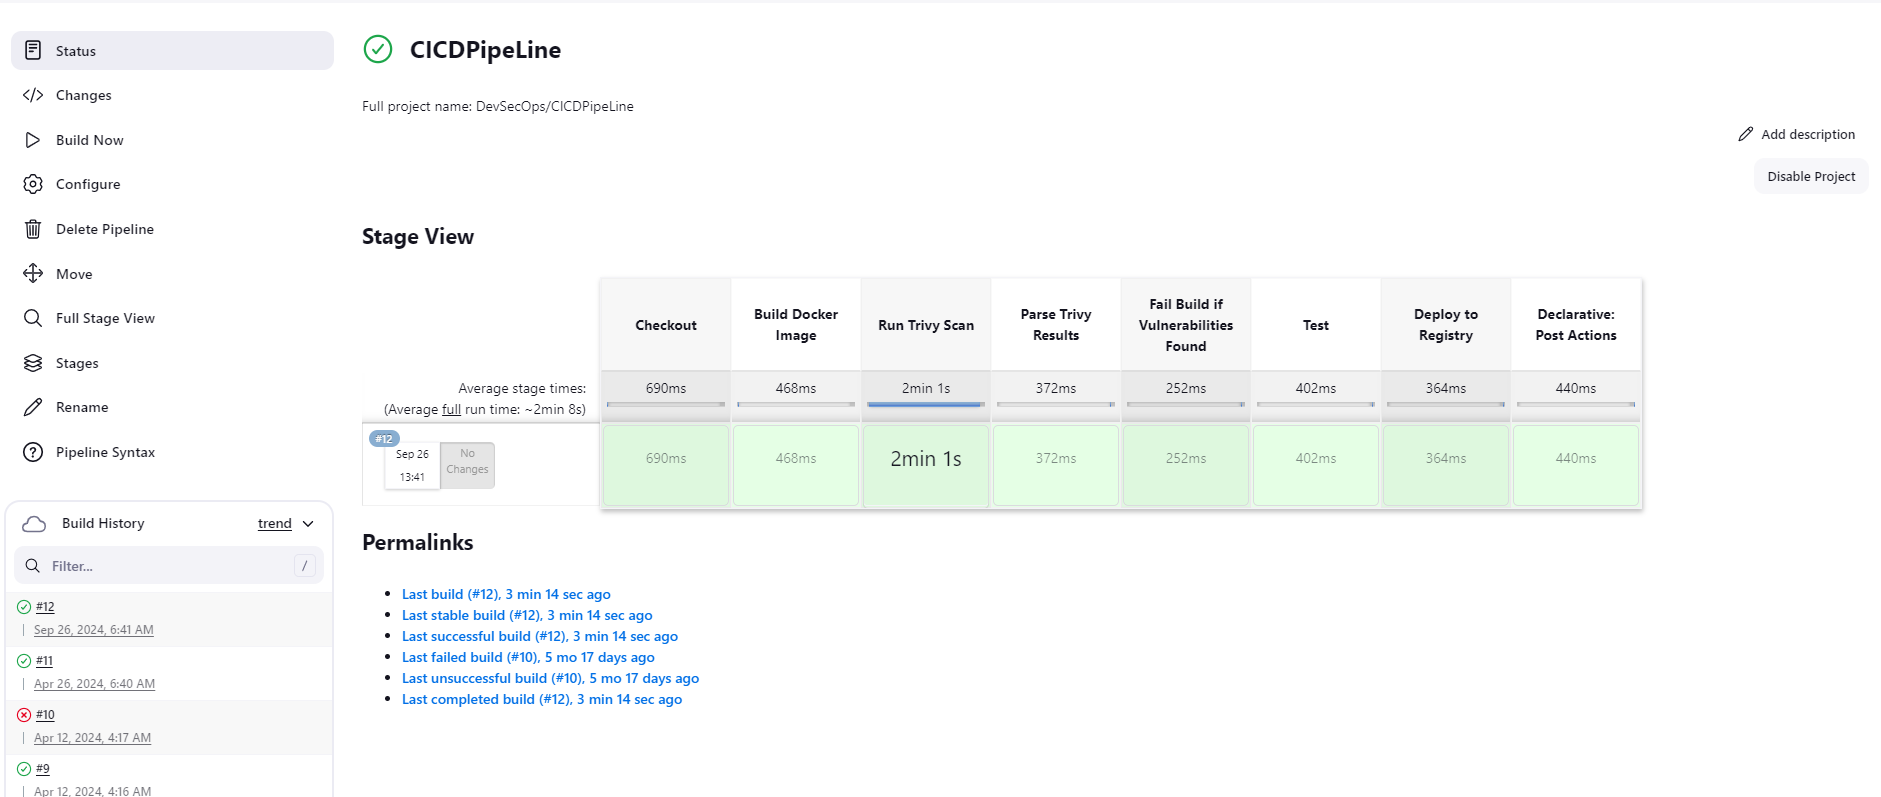 Status
Changes
Build Now
Configure
Delete Pipeline
Move
Full Stage View
Stages
Rename
Pipeline Syntax
Build History
trend
Filter...
/
#12
Sep 26, 2024, 6:41 AM
#11
Apr 26, 2024, 6:40 AM
#10
Apr 12, 2024, 4:17 AM
#9
Apr 12, 2024, 4:16 AM
CICDPipeLine
Full project name: DevSecOps/CICDPipeLine
Add description
Disable Project
Stage View
Checkout
Build Docker
Image
Run Trivy Scan
Parse Trivy
Results
Fail Build if
Vulnerabilities
Found
Test
Deploy to
Registry
Declarative:
Post Actions
Average stage times:
(Average full run time: ~2min 8s)
690ms
468ms
2min 1s
372ms
252ms
402ms
364ms
440ms
#12
Sep 26
13:41
No
Changes
690ms
468ms
2min 1s
372ms
252ms
402ms
364ms
440ms
Permalinks
Last build (#12), 3 min 14 sec ago
Last stable build (#12), 3 min 14 sec ago
Last successful build (#12), 3 min 14 sec ago
Last failed build (#10), 5 mo 17 days ago
Last unsuccessful build (#10), 5 mo 17 days ago
Last completed build (#12), 3 min 14 sec ago